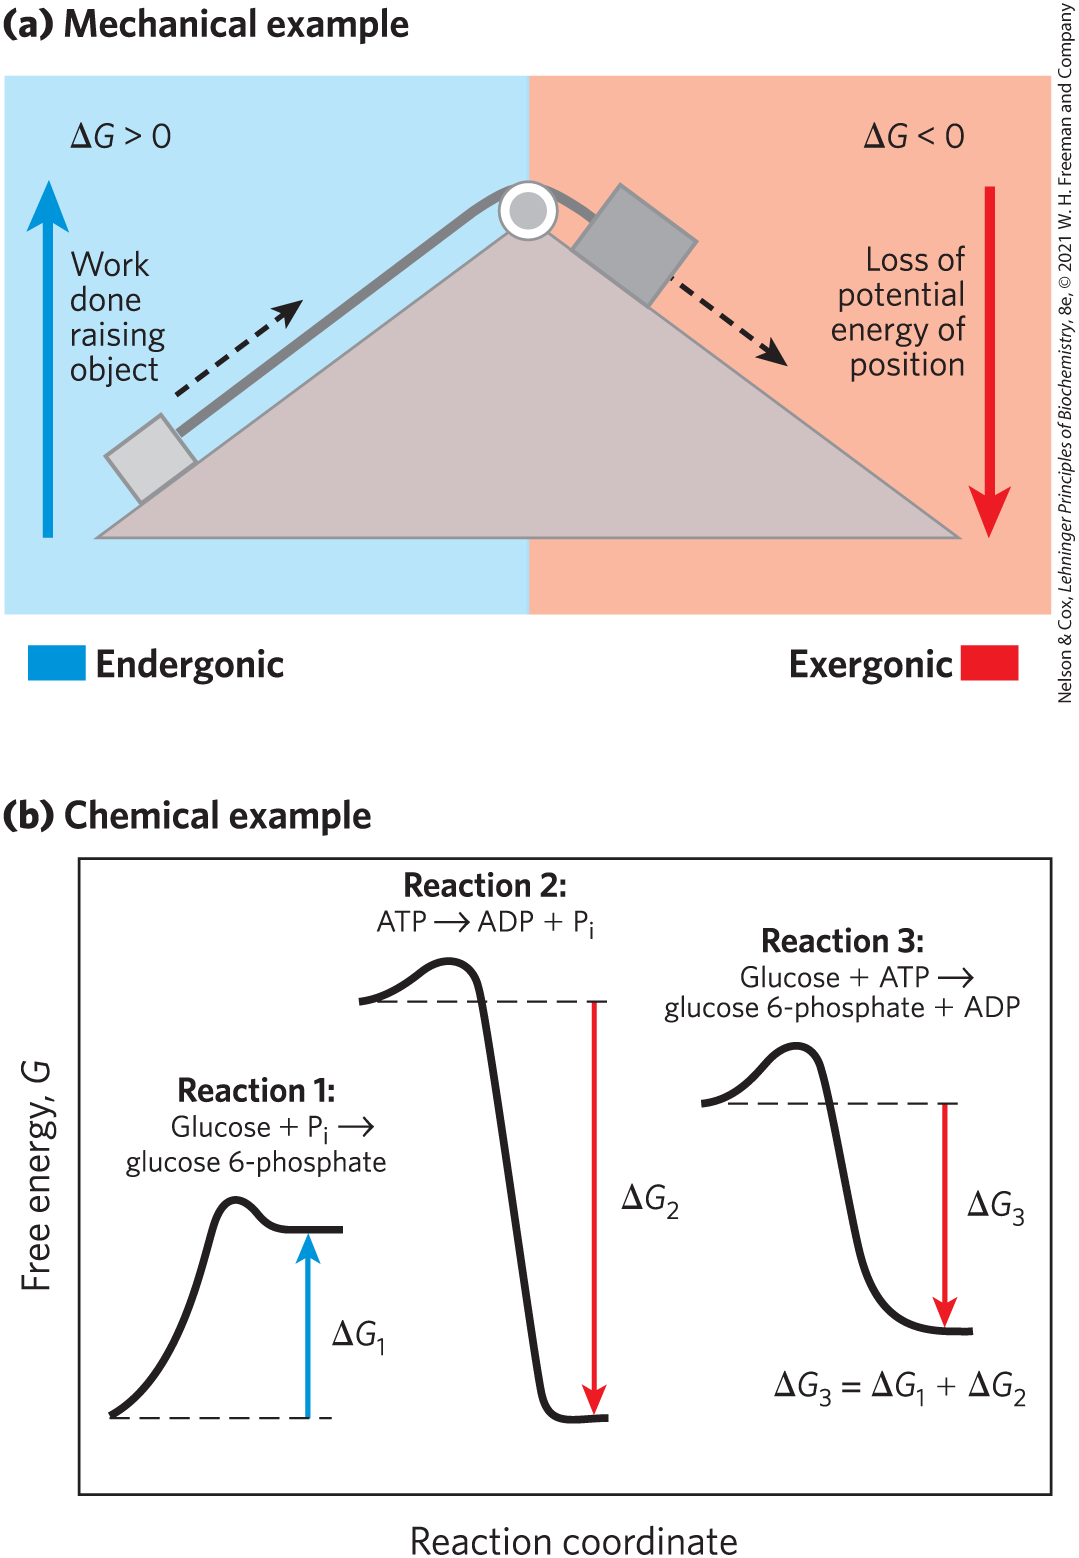 (a) Mechanical example
ΔG > 0
ΔG < 0
Work
done
raising
object
Loss of
potential
energy of
position
Endergonic
Exergonic
Nelson & Cox, Lehninger Principles of Biochemistry, 8e, © 2021 W. H. Freeman and Company
(b) Chemical example
Reaction 1:
Glucose + Pi →
glucose 6-phosphate
ΔG1
Reaction 2:
ATP → ADP + Pi
ΔG2
Reaction 3:
Glucose + ATP →
glucose 6-phosphate + ADP
ΔG3
ΔG3 = ΔG1 + ΔG2
Free energy, G
Reaction coordinate